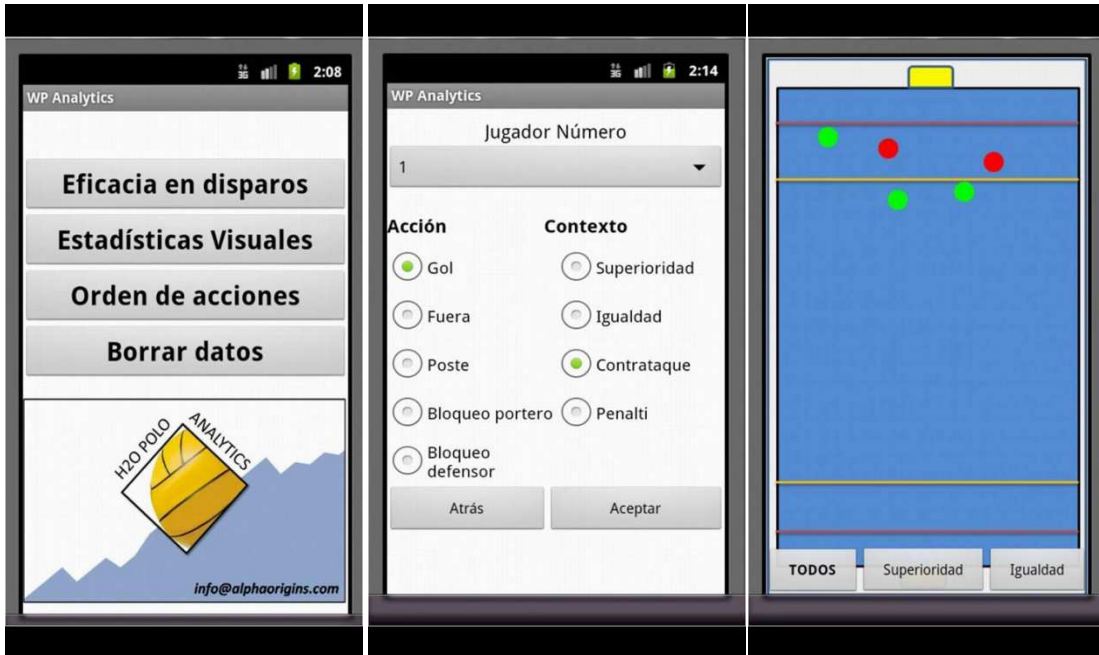 3G 2:08
WP Analytics
Eficacia en disparos
Estadísticas Visuales
Orden de acciones
Borrar datos
H2O POLO ANALYTICS
info@alphaorigins.com
3G 2:14
WP Analytics
Jugador Número
1
Acción Contexto
Gol Superioridad
Fuera Igualdad
Poste Contrataque
Bloqueo portero Penalti
Bloqueo
defensor
Atrás Aceptar
TODOS Superioridad Igualdad